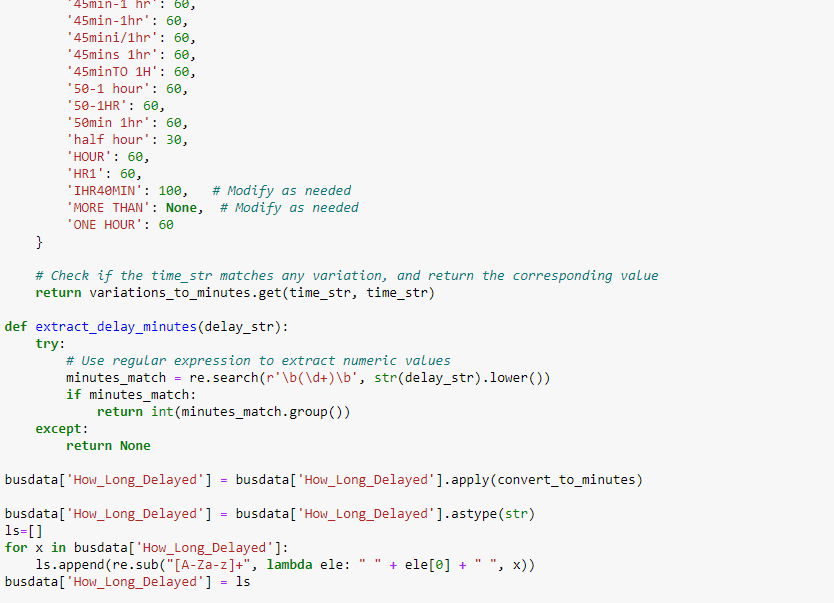 '45min-1 hr': 60,
'45min-1hr': 60,
'45mini/1hr': 60,
'45mins 1hr': 60,
'45minTO 1H': 60,
'50-1 hour': 60,
'50-1HR': 60,
'50min 1hr': 60,
'half hour': 30,
'HOUR': 60,
'HR1': 60,
'IHR40MIN': 100,   # Modify as needed
'MORE THAN': None,  # Modify as needed
'ONE HOUR': 60
}
# Check if the time_str matches any variation, and return the corresponding value
return variations_to_minutes.get(time_str, time_str)
def extract_delay_minutes(delay_str):
try:
# Use regular expression to extract numeric values
minutes_match = re.search(r'\b(\d+)\b', str(delay_str).lower())
if minutes_match:
return int(minutes_match.group())
except:
return None
busdata['How_Long_Delayed'] = busdata['How_Long_Delayed'].apply(convert_to_minutes)
busdata['How_Long_Delayed'] = busdata['How_Long_Delayed'].astype(str)
ls=[]
for x in busdata['How_Long_Delayed']:
ls.append(re.sub("[A-Za-z]+", lambda ele: " " + ele[0] + " ", x))
busdata['How_Long_Delayed'] = ls